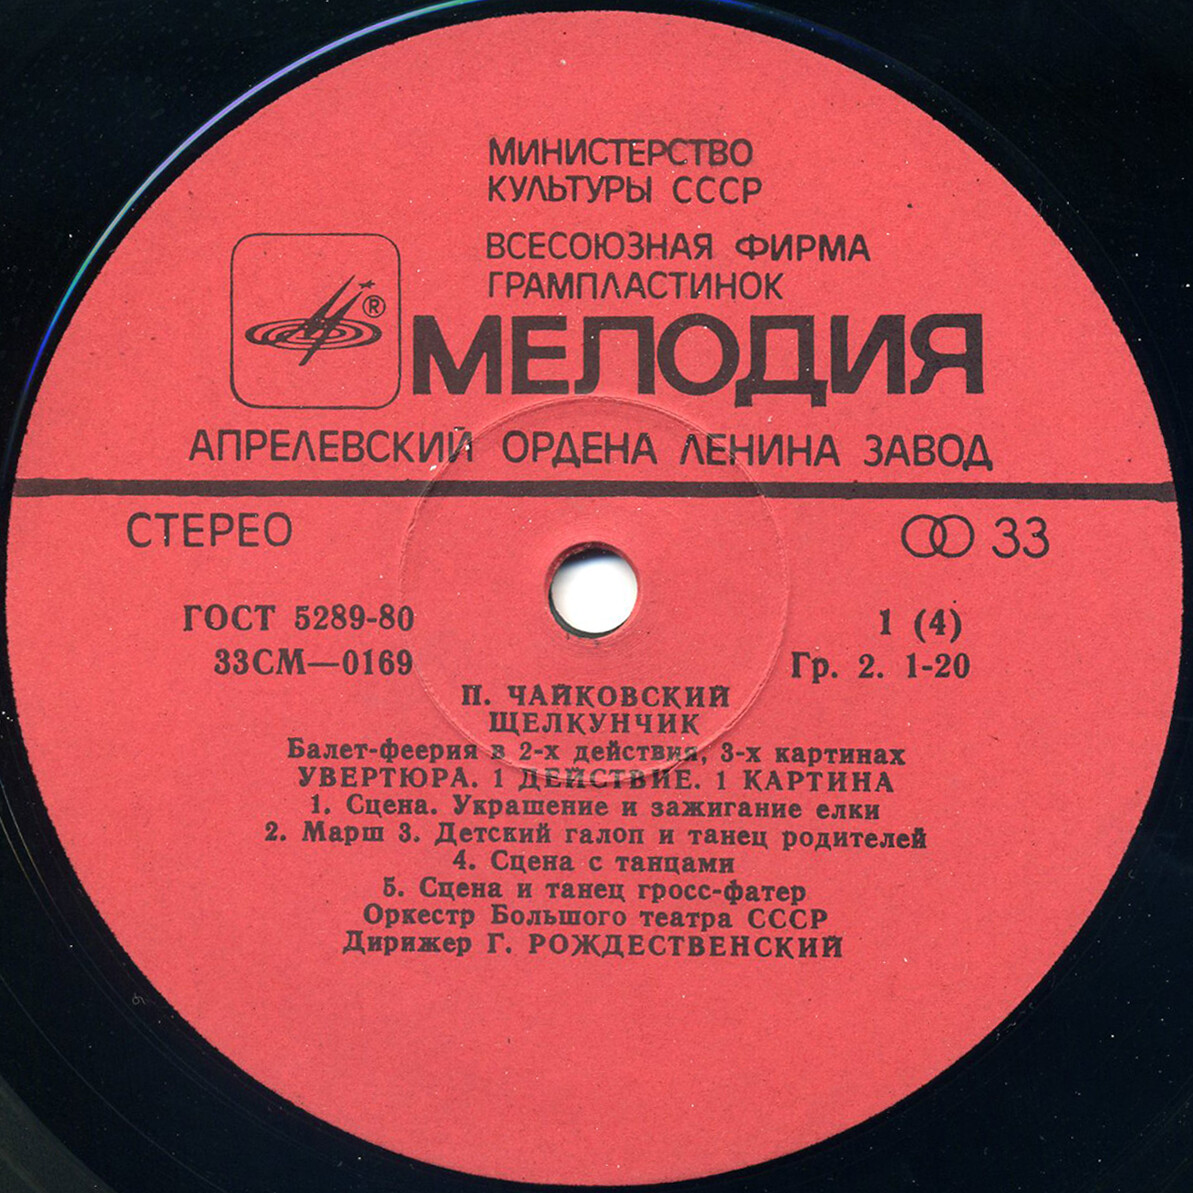 МИНИСТЕРСТВО
КУЛЬТУРЫ СССР
ВСЕСОЮЗНАЯ ФИРМА
ГРАМПЛАСТИНОК
®
МЕЛОДИЯ
АПРЕЛЕВСКИЙ ОРДЕНА ЛЕНИНА ЗАВОД
СТЕРЕО 33
ГОСТ 5289-80 1 (4)
33СМ—0169 Гр. 2. 1-20
П. ЧАЙКОВСКИЙ
ЩЕЛКУНЧИК
Балет-феерия в 2-х действия, 3-х картинах
УВЕРТЮРА. 1 ДЕЙСТВИЕ. 1 КАРТИНА
1. Сцена. Украшение и зажигание елки
2. Марш 3. Детский галоп и танец родителей
4. Сцена с танцами
5. Сцена и танец гросс-фатер
Оркестр Большого театра СССР
Дирижер Г. РОЖДЕСТВЕНСКИЙ